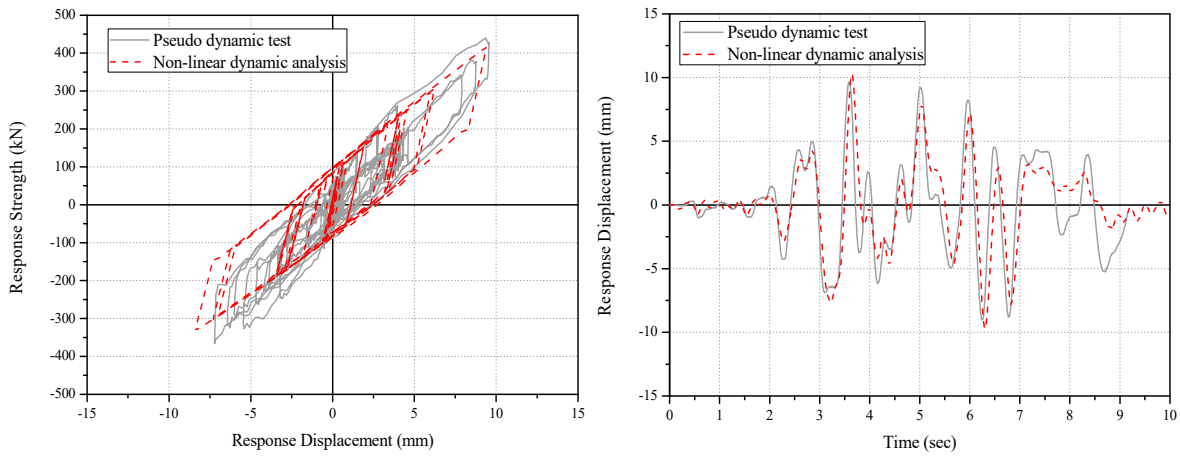 500
400
300
200
100
0
-100
-200
-300
-400
-500
Response Strength (kN)
Pseudo dynamic test
Non-linear dynamic analysis
-15 -10 -5 0 5 10 15
Response Displacement (mm)
15
10
5
0
-5
-10
-15
Response Displacement (mm)
Pseudo dynamic test
Non-linear dynamic analysis
0 1 2 3 4 5 6 7 8 9 10
Time (sec)